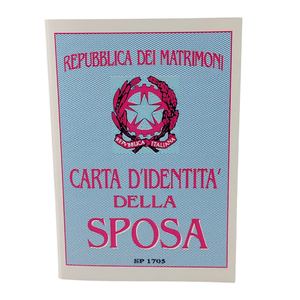 REPUBBLICA DEI MATRIMONI
REPUBBLICA ITALIANA
CARTA D'IDENTITA'
DELLA
SPOSA
SP 1705